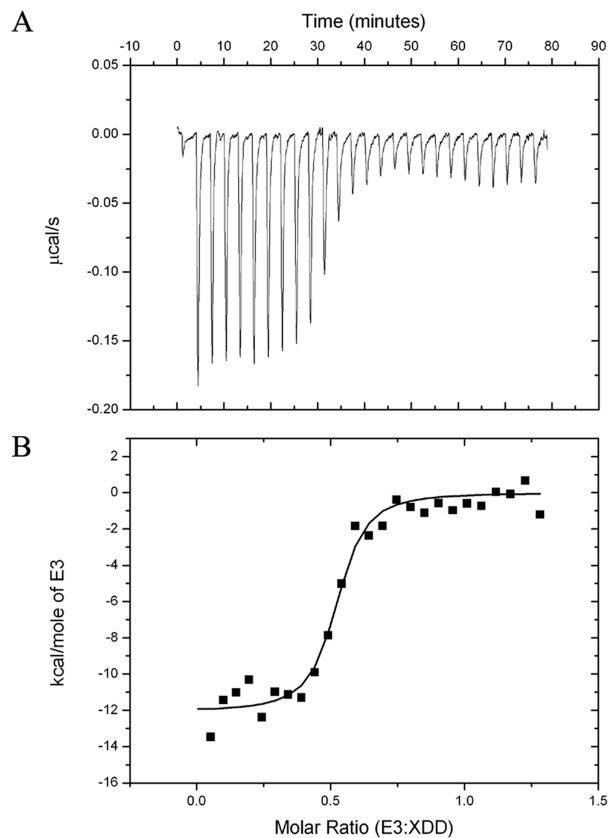 A
Time (minutes)
-10 0 10 20 30 40 50 60 70 80 90
0.05
0.00
-0.05
-0.10
-0.15
-0.20
µcal/s
B
2
0
-2
-4
-6
-8
-10
-12
-14
-16
kcal/mole of E3
0.0 0.5 1.0 1.5
Molar Ratio (E3:XDD)